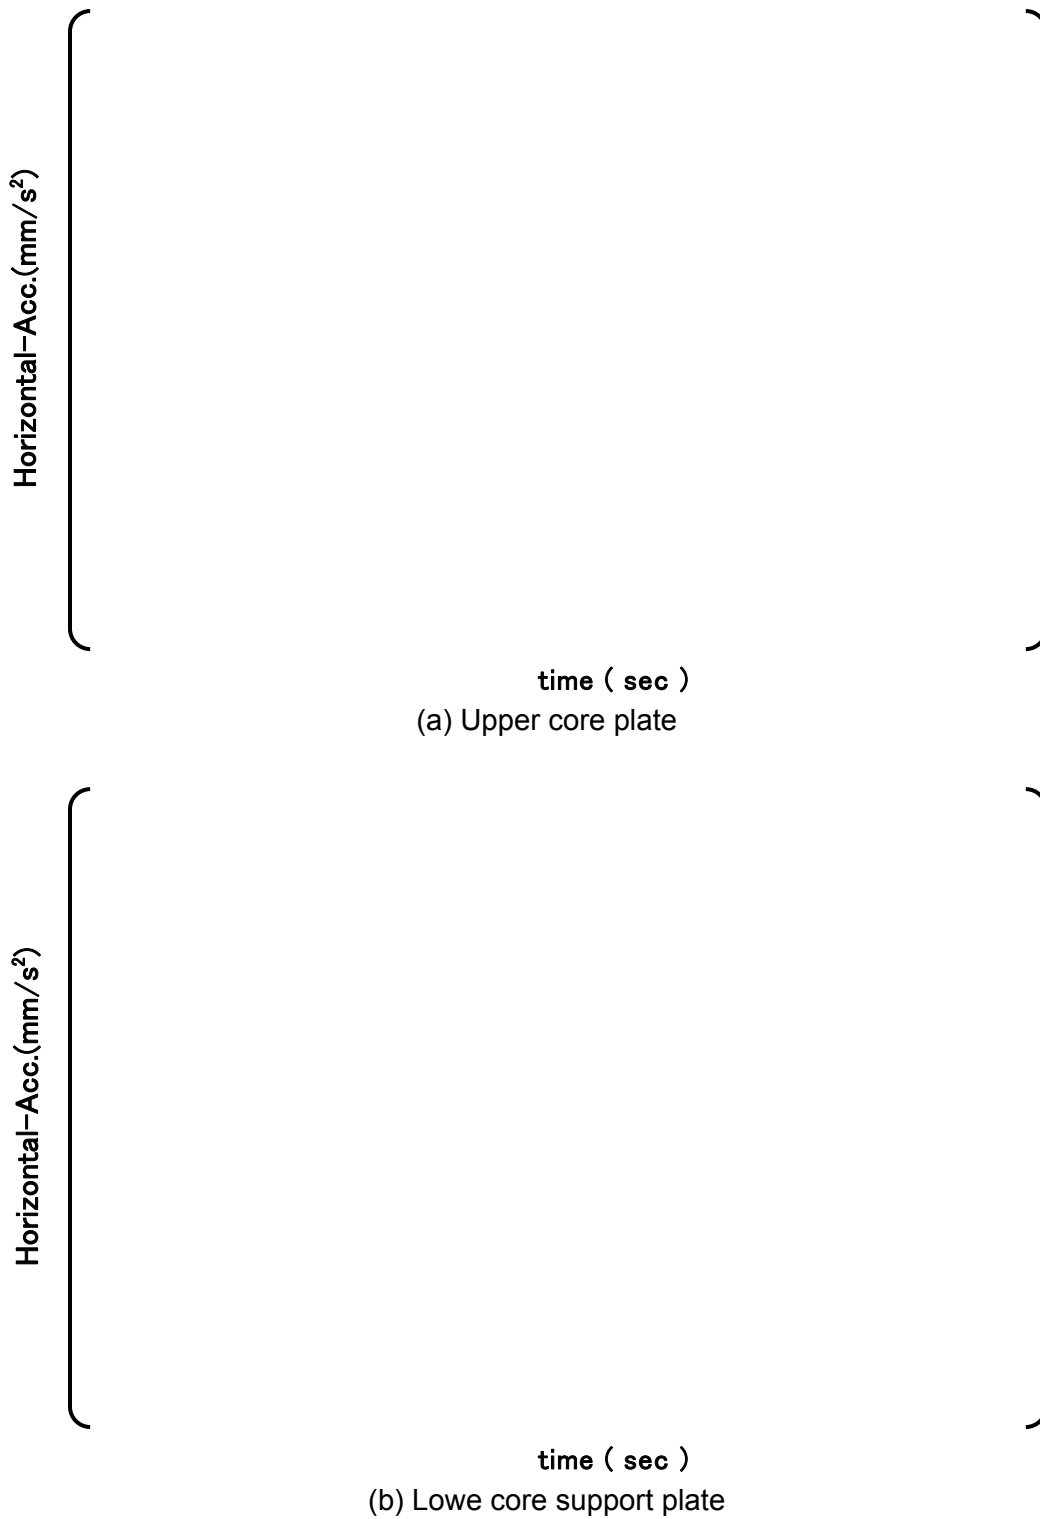 Horizontal-Acc.(mm/s²)
time ( sec )
(a) Upper core plate
Horizontal-Acc.(mm/s²)
time ( sec )
(b) Lowe core support plate